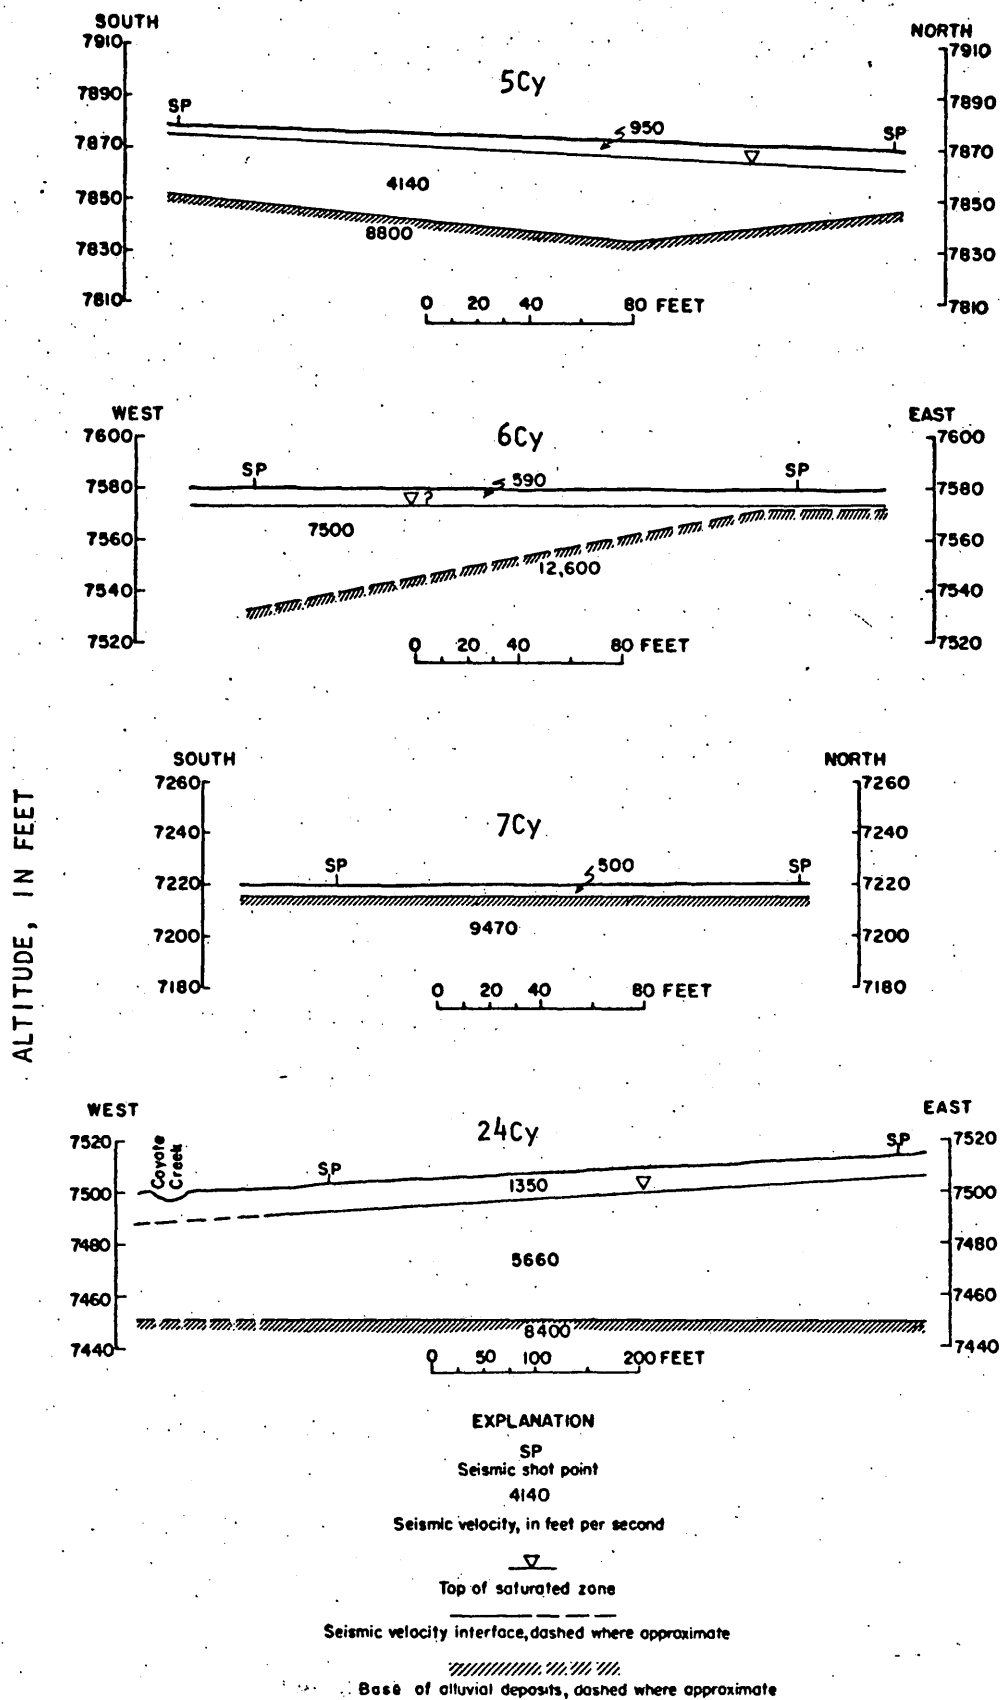 SOUTH
NORTH
5Cy
7910
7890
7870
7850
7830
7810
7910
7890
7870
7850
7830
7810
SP
950
SP
4140
8800
0 20 40 80 FEET
WEST
EAST
6Cy
7600
7580
7560
7540
7520
7600
7580
7560
7540
7520
SP
?
590
SP
7500
12,600
0 20 40 80 FEET
ALTITUDE, IN FEET
SOUTH
NORTH
7Cy
7260
7240
7220
7200
7180
7260
7240
7220
7200
7180
SP
500
SP
9470
0 20 40 80 FEET
WEST
EAST
24Cy
7520
7500
7480
7460
7440
7520
7500
7480
7460
7440
Coyote
Creek
SP
SP
1350
5660
8400
0 50 100 200 FEET
EXPLANATION
SP
Seismic shot point
4140
Seismic velocity, in feet per second
Top of saturated zone
Seismic velocity interface, dashed where approximate
Base of alluvial deposits, dashed where approximate